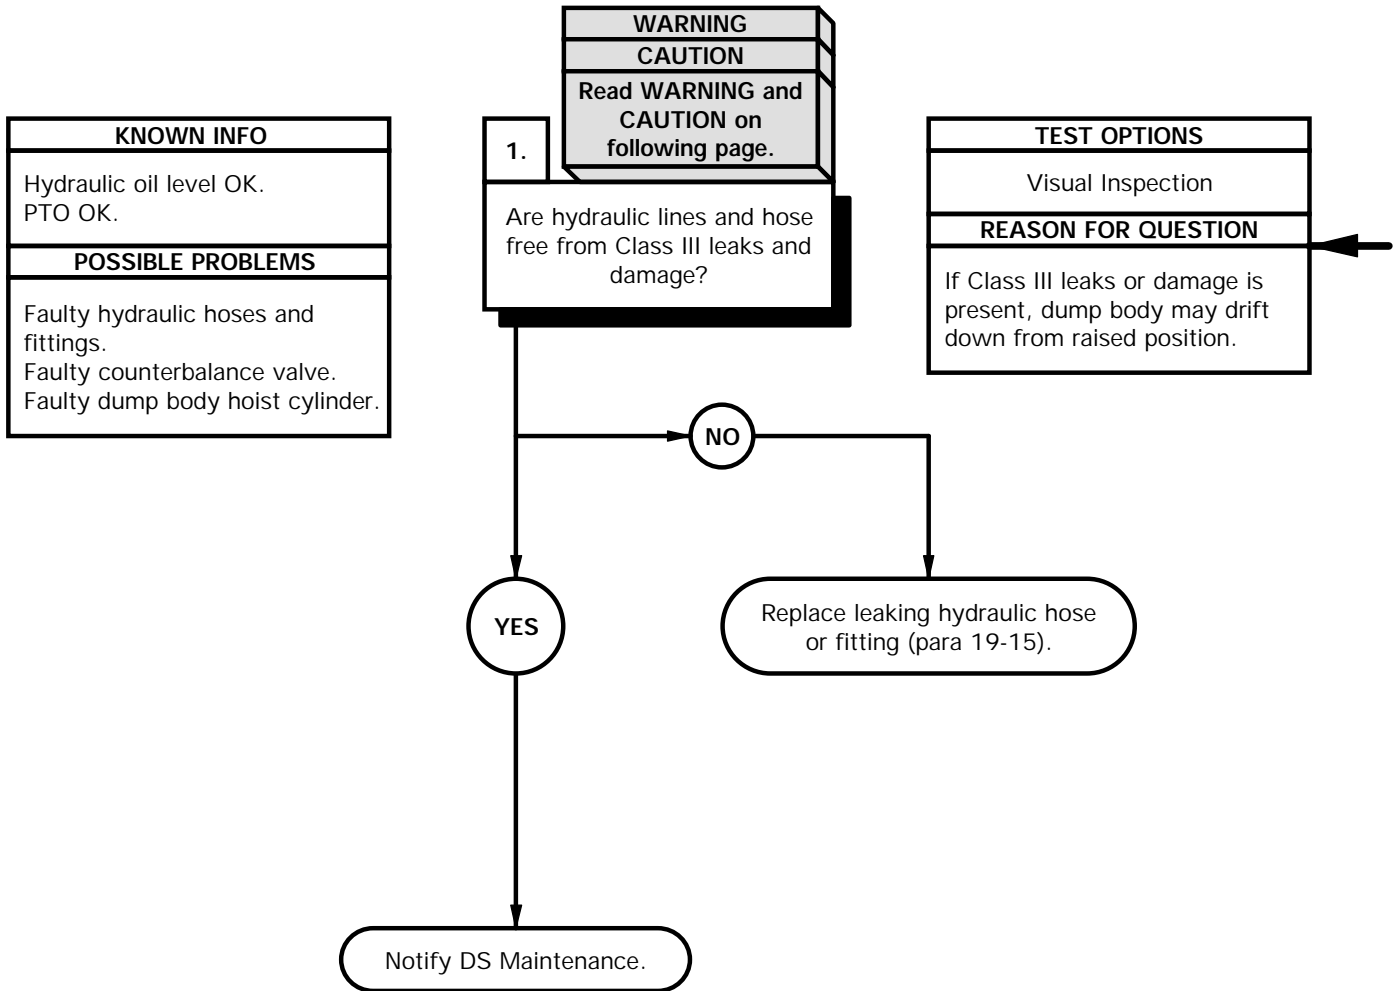 WARNING
CAUTION
Read WARNING and
CAUTION on
following page.
KNOWN INFO
Hydraulic oil level OK.
PTO OK.
POSSIBLE PROBLEMS
Faulty hydraulic hoses and
fittings.
Faulty counterbalance valve.
Faulty dump body hoist cylinder.
1.
Are hydraulic lines and hose
free from Class III leaks and
damage?
TEST OPTIONS
Visual Inspection
REASON FOR QUESTION
If Class III leaks or damage is
present, dump body may drift
down from raised position.
NO
YES
Replace leaking hydraulic hose
or fitting (para 19-15).
Notify DS Maintenance.